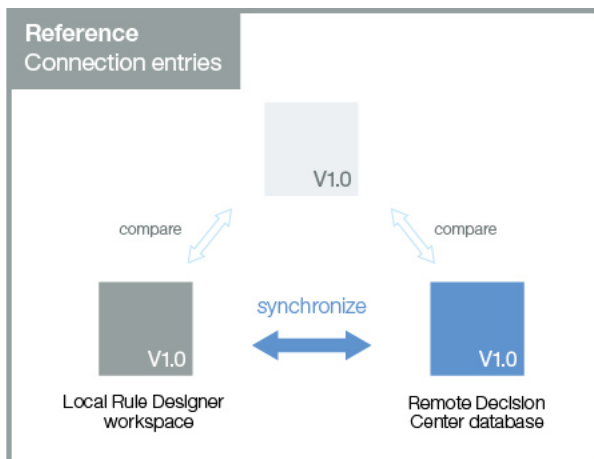 Reference
Connection entries
V1.0
compare
compare
synchronize
V1.0
V1.0
Local Rule Designer
workspace
Remote Decision
Center database